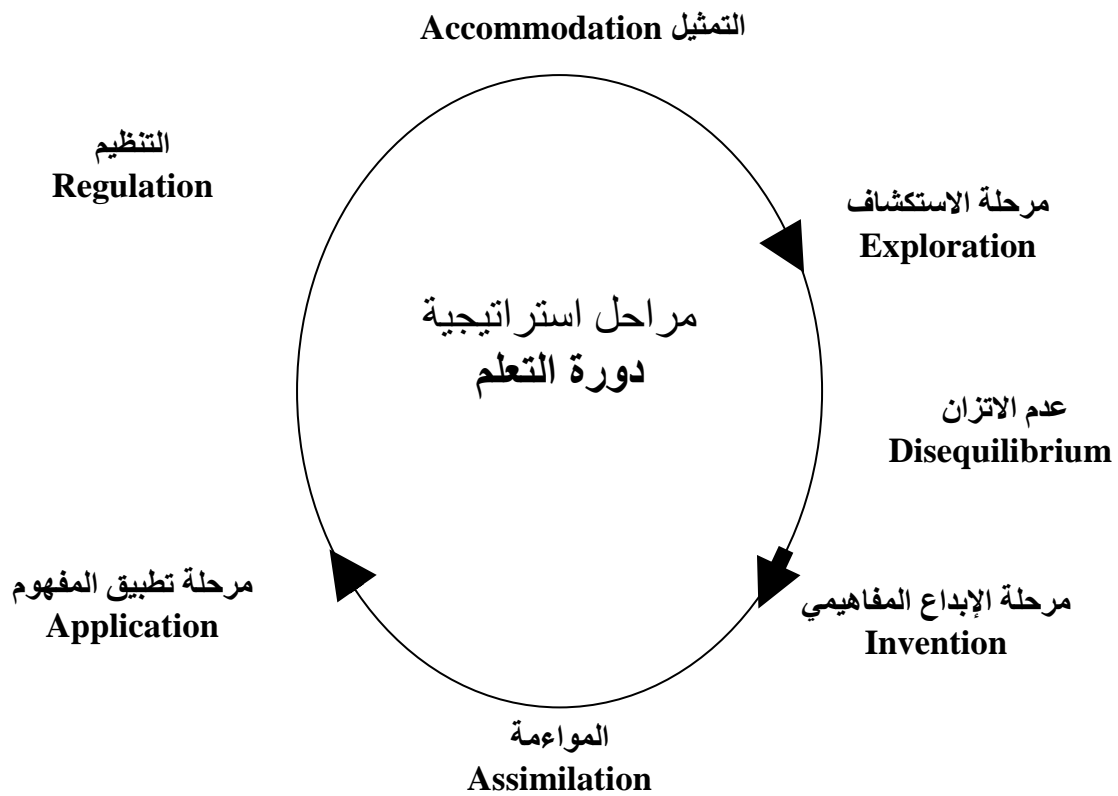 التمثيل Accommodation
التنظيم
Regulation
مرحلة الاستكشاف
Exploration
مراحل استراتيجية
دورة التعلم
عدم الاتزان
Disequilibrium
مرحلة تطبيق المفهوم
Application
مرحلة الإبداع المفاهيمي
Invention
المواءمة
Assimilation